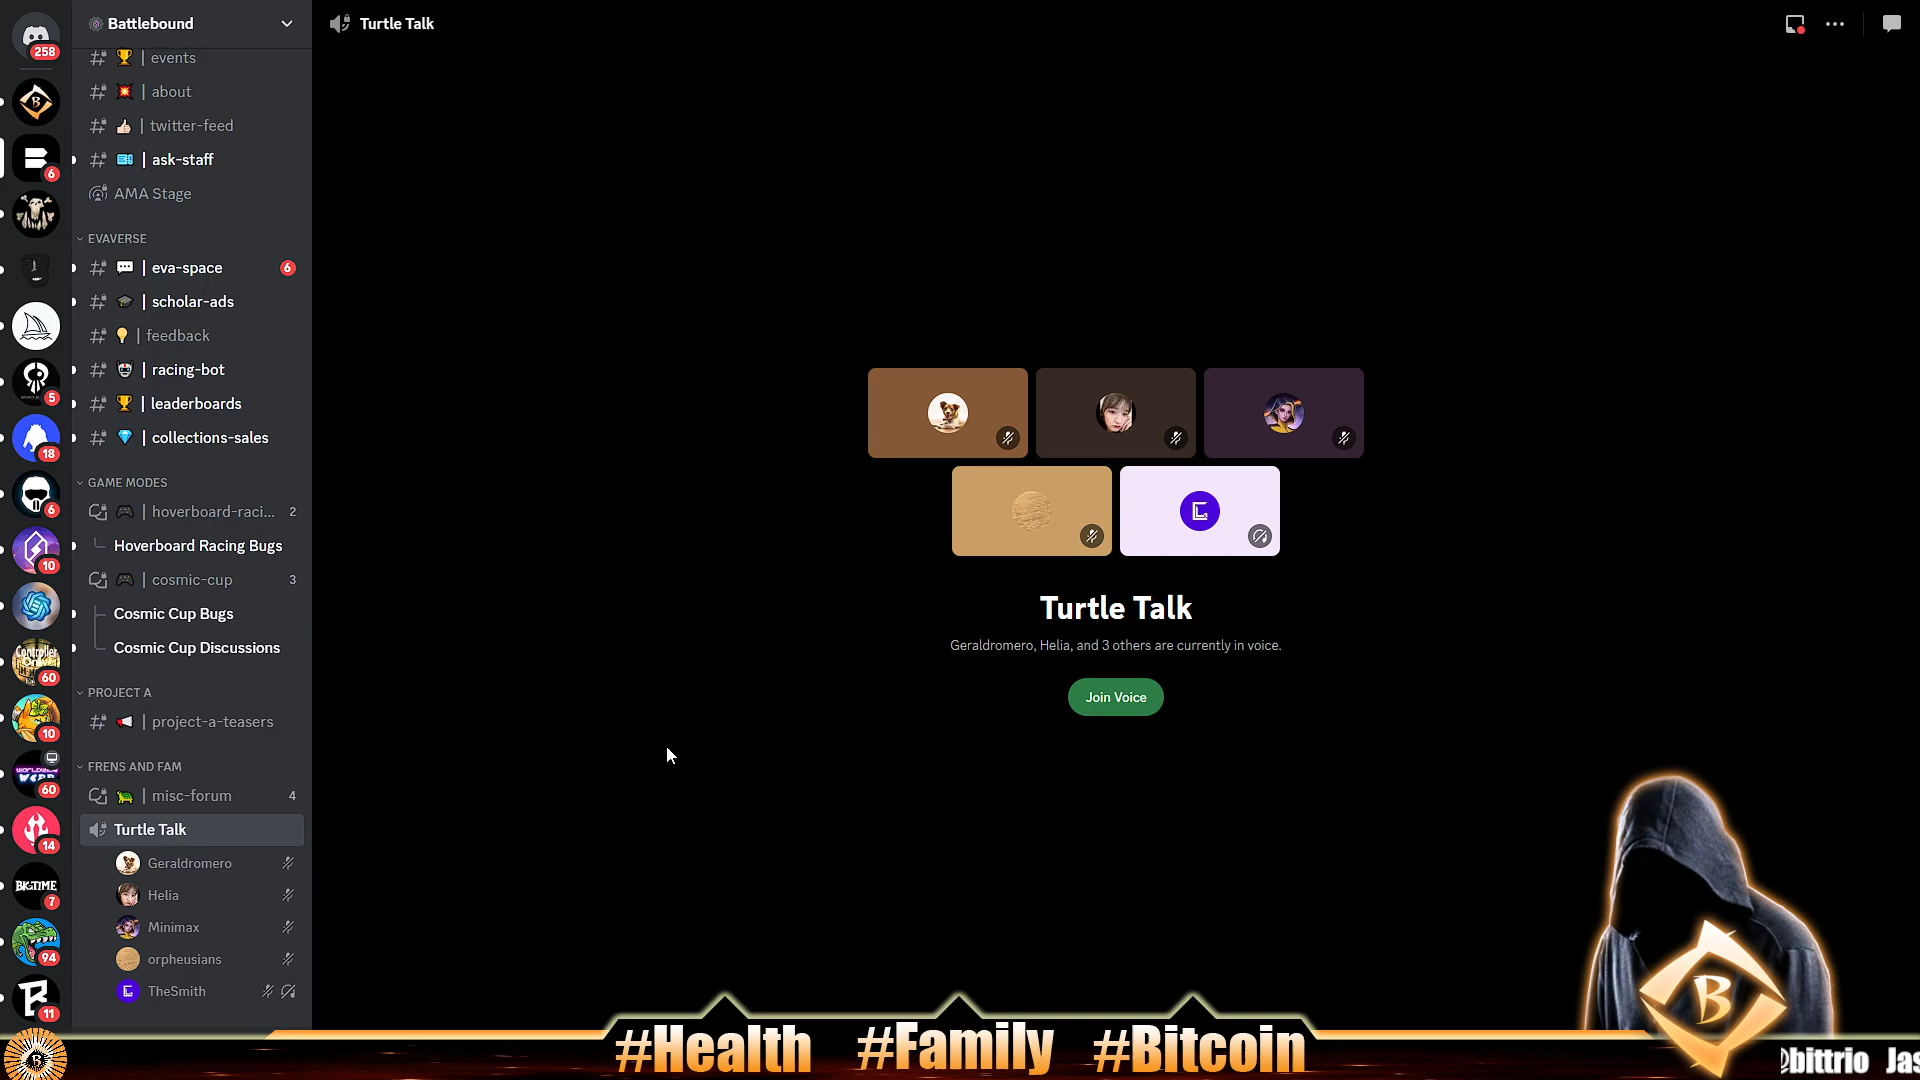 258
Battlebound
Turtle Talk
events
about
twitter-feed
ask-staff
6
AMA Stage
EVAVERSE
eva-space 6
scholar-ads
feedback
racing-bot
5
leaderboards
collections-sales
18
GAME MODES
hoverboard-raci... 2
6
Hoverboard Racing Bugs
10
cosmic-cup 3
Cosmic Cup Bugs
Cosmic Cup Discussions
Controller
60
PROJECT A
project-a-teasers
10
FRENS AND FAM
60
misc-forum 4
Turtle Talk
14
Geraldromero
BIGTIME
Helia
7
Minimax
orpheusians
94
TheSmith
11
Turtle Talk
Geraldromero, Helia, and 3 others are currently in voice.
Join Voice
B
#Health #Family #Bitcoin
@bittrio Jas